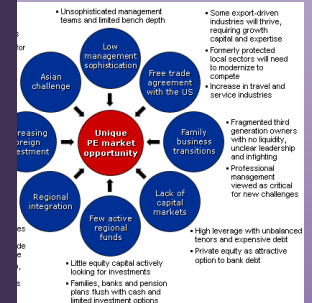 ▪ Unsophisticated management
teams and limited bench depth
▪ Some export-driven
industries will thrive,
requiring growth
capital and expertise
▪ Formerly protected
local sectors will need
to modernize to
compete
▪ Increase in travel and
service industries
for
Low
management
sophistication
Asian
challenge
Free trade
agreement
with the US
Unique
PE market
opportunity
reasing
oreign
estment
Family
business
transitions
▪ Fragmented third
generation owners
with no liquidity,
unclear leadership
and infighting
▪ Professional
management
viewed as critical
for new challenges
Regional
integration
Lack of
capital
markets
Few active
regional
funds
▪ High leverage with unbalanced
tenors and expensive debt
▪ Private equity as attractive
option to bank debt
▪ Little equity capital actively
looking for investments
▪ Families, banks and pension
plans flush with cash and
limited investment options